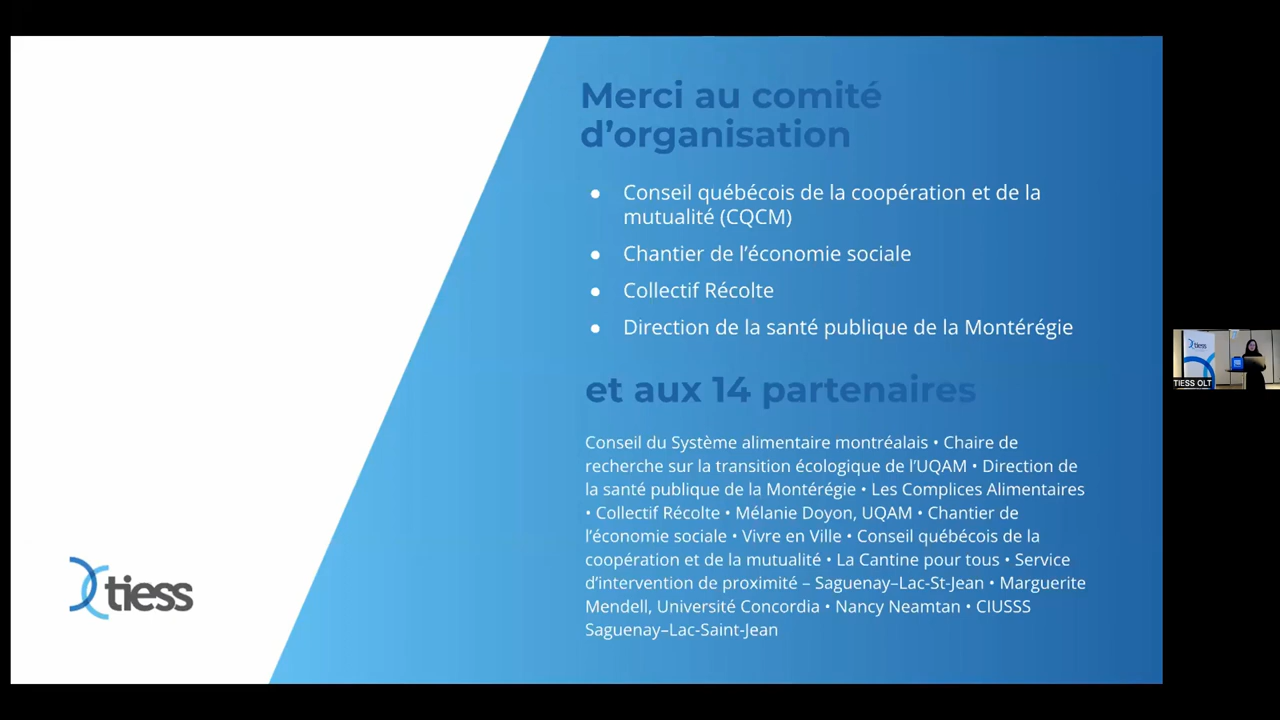 Merci au comité
d’organisation
● Conseil québécois de la coopération et de la
mutualité (CQCM)
● Chantier de l’économie sociale
● Collectif Récolte
● Direction de la santé publique de la Montérégie
et aux 14 partenaires
Conseil du Système alimentaire montréalais • Chaire de
recherche sur la transition écologique de l’UQAM • Direction de
la santé publique de la Montérégie • Les Complices Alimentaires
• Collectif Récolte • Mélanie Doyon, UQAM • Chantier de
l’économie sociale • Vivre en Ville • Conseil québécois de la
coopération et de la mutualité • La Cantine pour tous • Service
d’intervention de proximité – Saguenay–Lac-St-Jean • Marguerite
Mendell, Université Concordia • Nancy Neamtan • CIUSSS
Saguenay–Lac-Saint-Jean
tiess
tiess
TIESS OLT